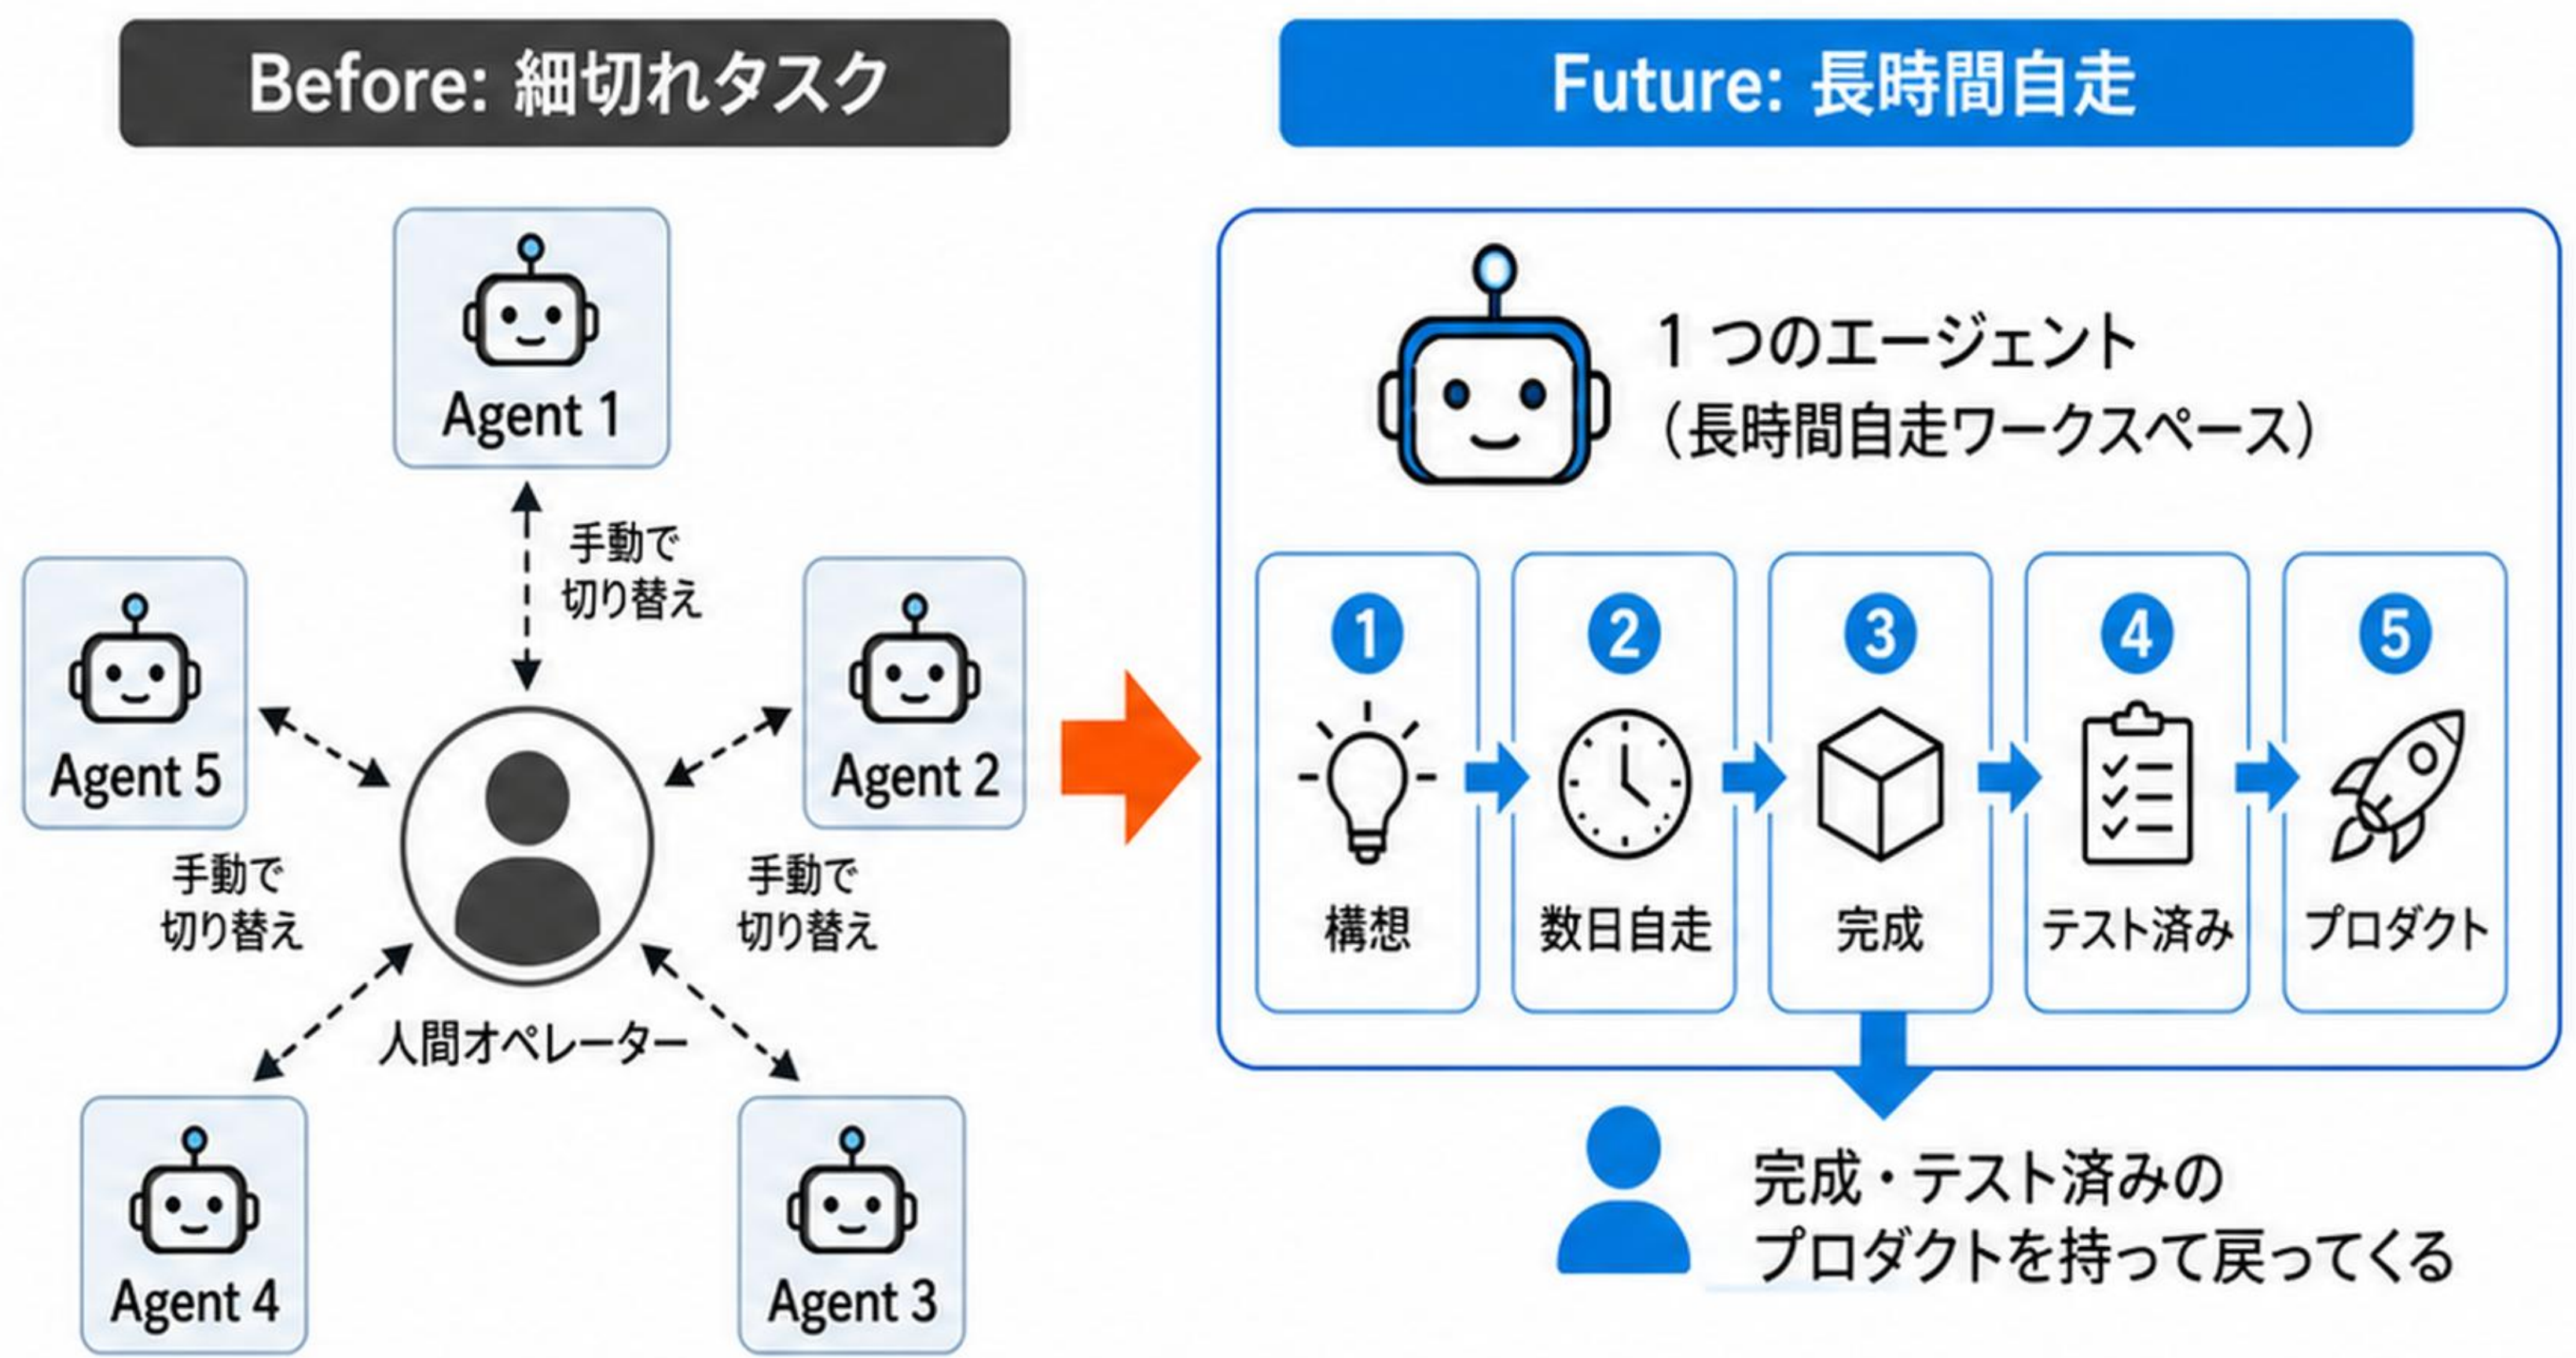 Before: 細切れタスク
Agent 1
手動で
切り替え
Agent 5
Agent 2
手動で
切り替え
手動で
切り替え
人間オペレーター
Agent 4
Agent 3
Future: 長時間自走
1 つのエージェント
（長時間自走ワークスペース）
1
2
3
4
5
構想
数日自走
完成
テスト済み
プロダクト
完成・テスト済みの
プロダクトを持って戻ってくる